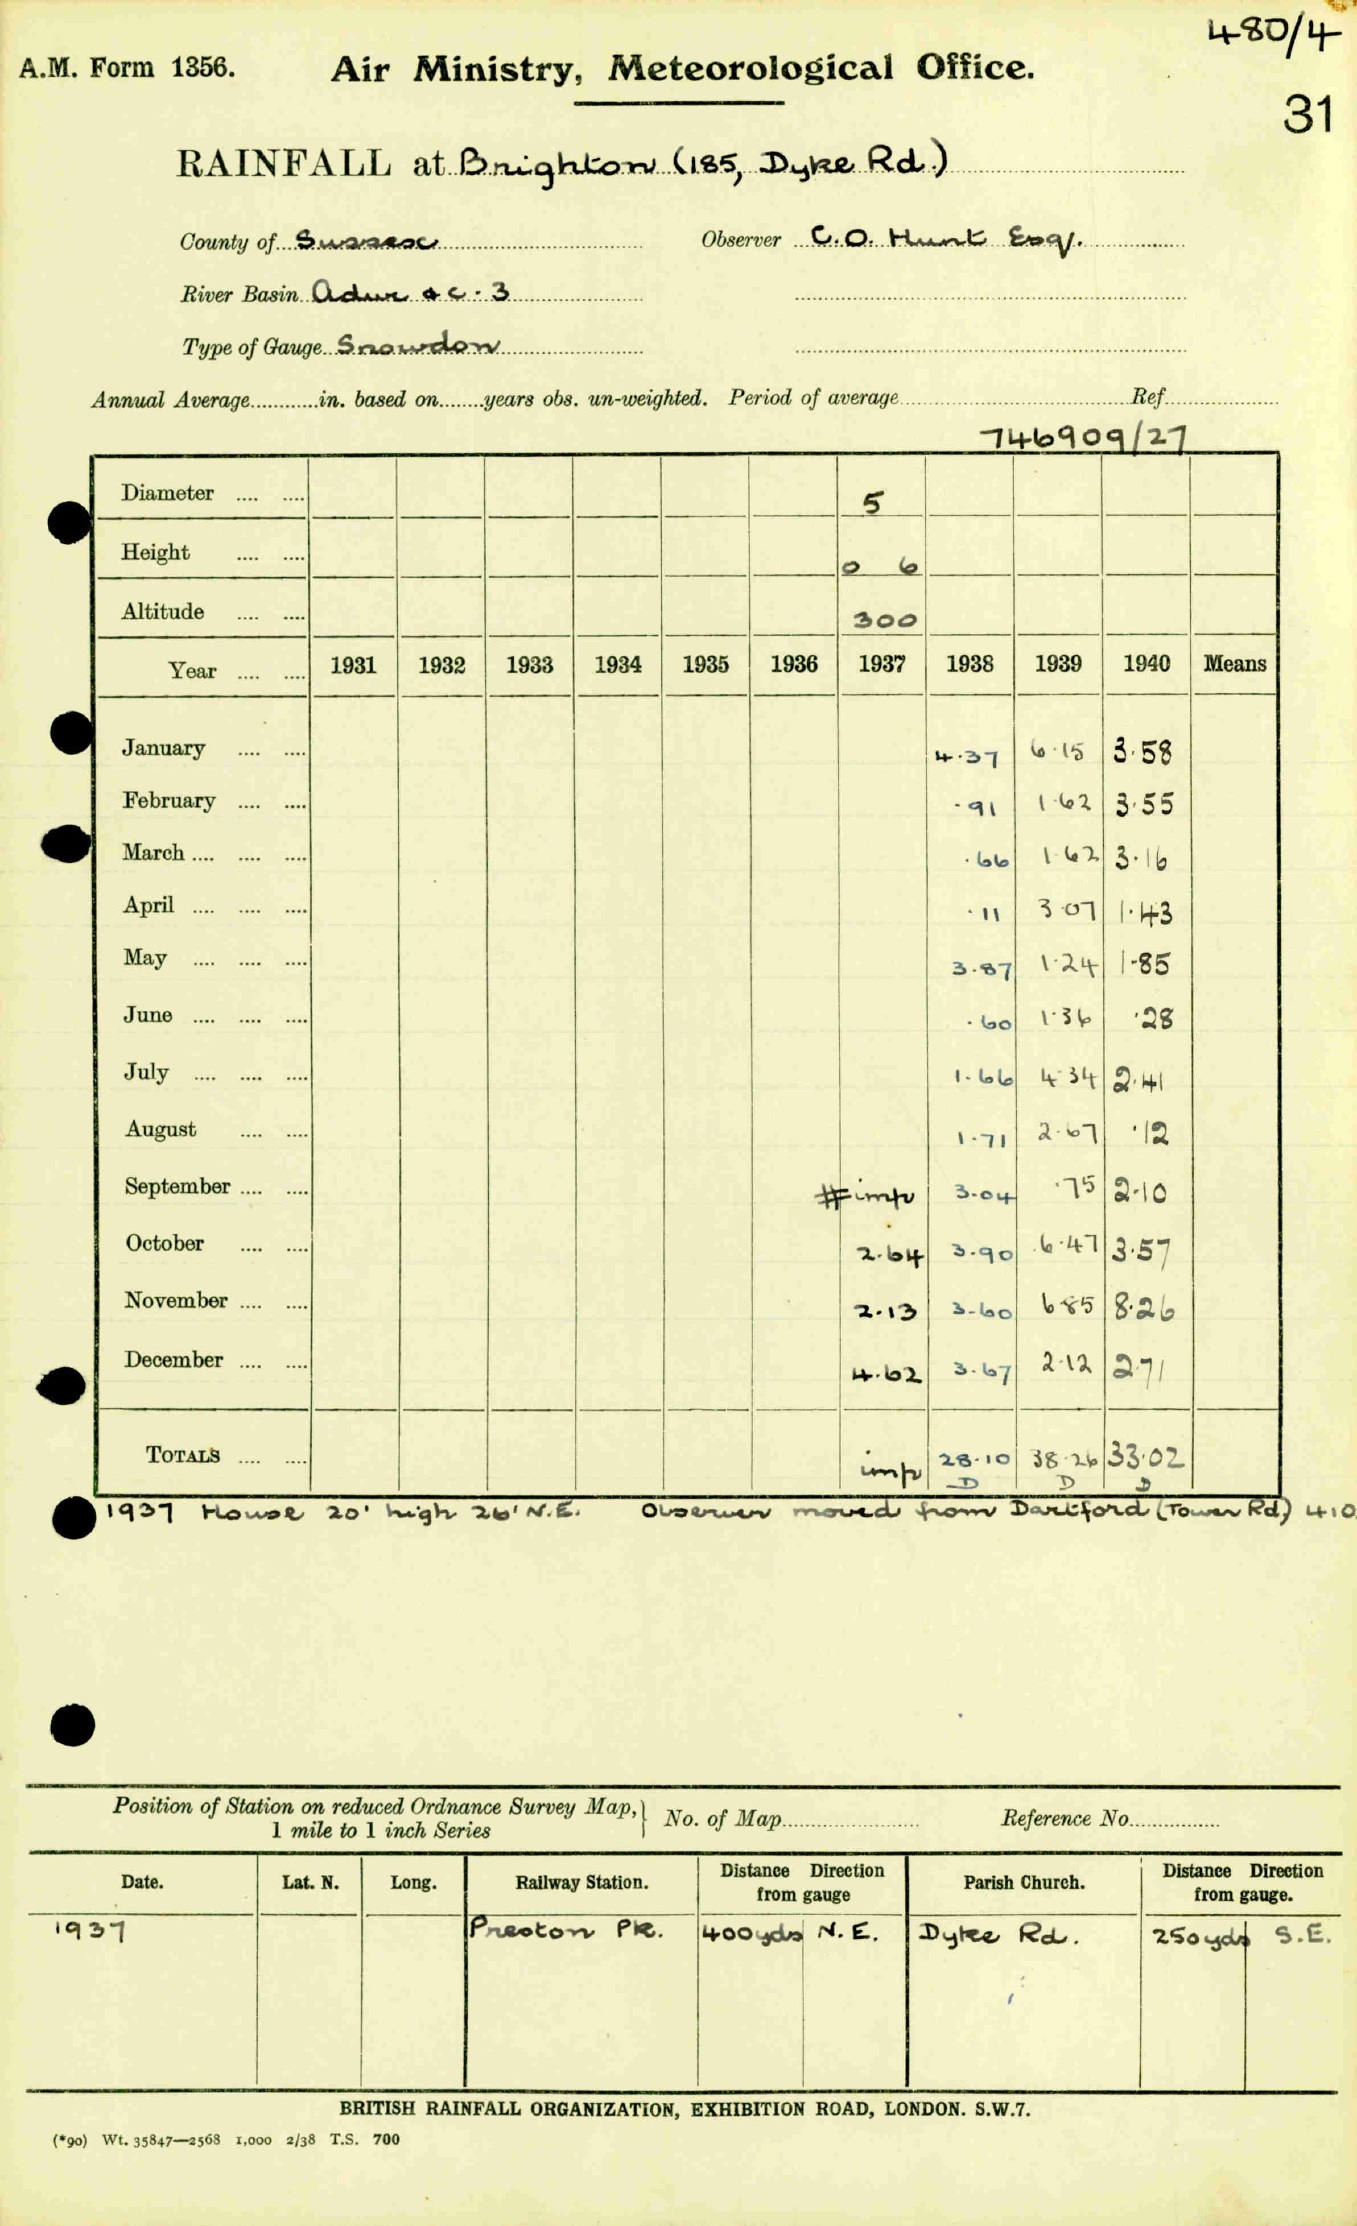 480/4
A.M. Form 1356. Air Ministry, Meteorological Office.
31
RAINFALL at Brighton (185, Dyke Rd.)
County of Sussex Observer C.O. Hunt Esq.
River Basin Adur &c. 3
Type of Gauge Snowdon
Annual Average............in. based on........years obs. un-weighted. Period of average Ref.
746909/27
Diameter .... .... 5
Height .... .... 0 6
Altitude .... .... 300
Year .... .... 1931 1932 1933 1934 1935 1936 1937 1938 1939 1940 Means
January .... .... 4.37 6.15 3.58
February .... .... .91 1.62 3.55
March .... .... .... .66 1.62 3.16
April .... .... .... .11 3.07 1.43
May .... .... .... 3.87 1.24 1.85
June .... .... .... .60 1.36 .28
July .... .... .... 1.66 4.34 2.41
August .... .... 1.71 2.67 .12
September .... .... # imp 3.04 .75 2.10
October .... .... 2.64 3.90 6.47 3.57
November .... .... 2.13 3.60 6.85 8.26
December .... .... 4.62 3.67 2.12 2.71
TOTALS .... .... imp 28.10 38.26 33.02
D D D
1937 House 20' high 26' N.E. Observer moved from Dartford (Tower Rd.) 410
Position of Station on reduced Ordnance Survey Map, } No. of Map Reference No.
1 mile to 1 inch Series
Date. Lat. N. Long. Railway Station. Distance Direction from gauge Parish Church. Distance Direction from gauge.
1937 Preston Pk. 400yds N.E. Dyke Rd. 250yds S.E.
BRITISH RAINFALL ORGANIZATION, EXHIBITION ROAD, LONDON. S.W.7.
(*90) Wt. 35847—2568 1,000 2/38 T.S. 700